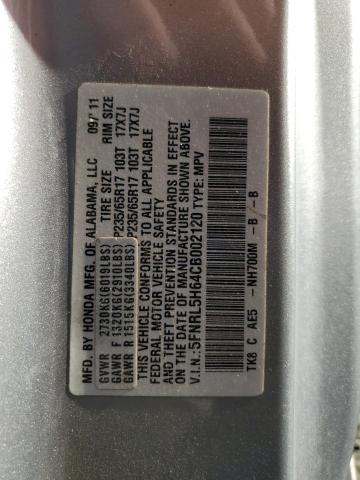 MFD. BY HONDA MFG. OF ALABAMA, LLC 09/11
TIRE SIZE RIM SIZE
GVWR 2730KG(6019LBS)
GAWR F 1320KG(2910LBS) P235/65R17 103T 17X7J
GAWR R 1515KG(3340LBS) P235/65R17 103T 17X7J
THIS VEHICLE CONFORMS TO ALL APPLICABLE
FEDERAL MOTOR VEHICLE SAFETY
AND THEFT PREVENTION STANDARDS IN EFFECT
ON THE DATE OF MANUFACTURE SHOWN ABOVE.
V.I.N.: 5FNRL5H64CB002120 TYPE: MPV
TK8 C AE5 - NH700M - B - B